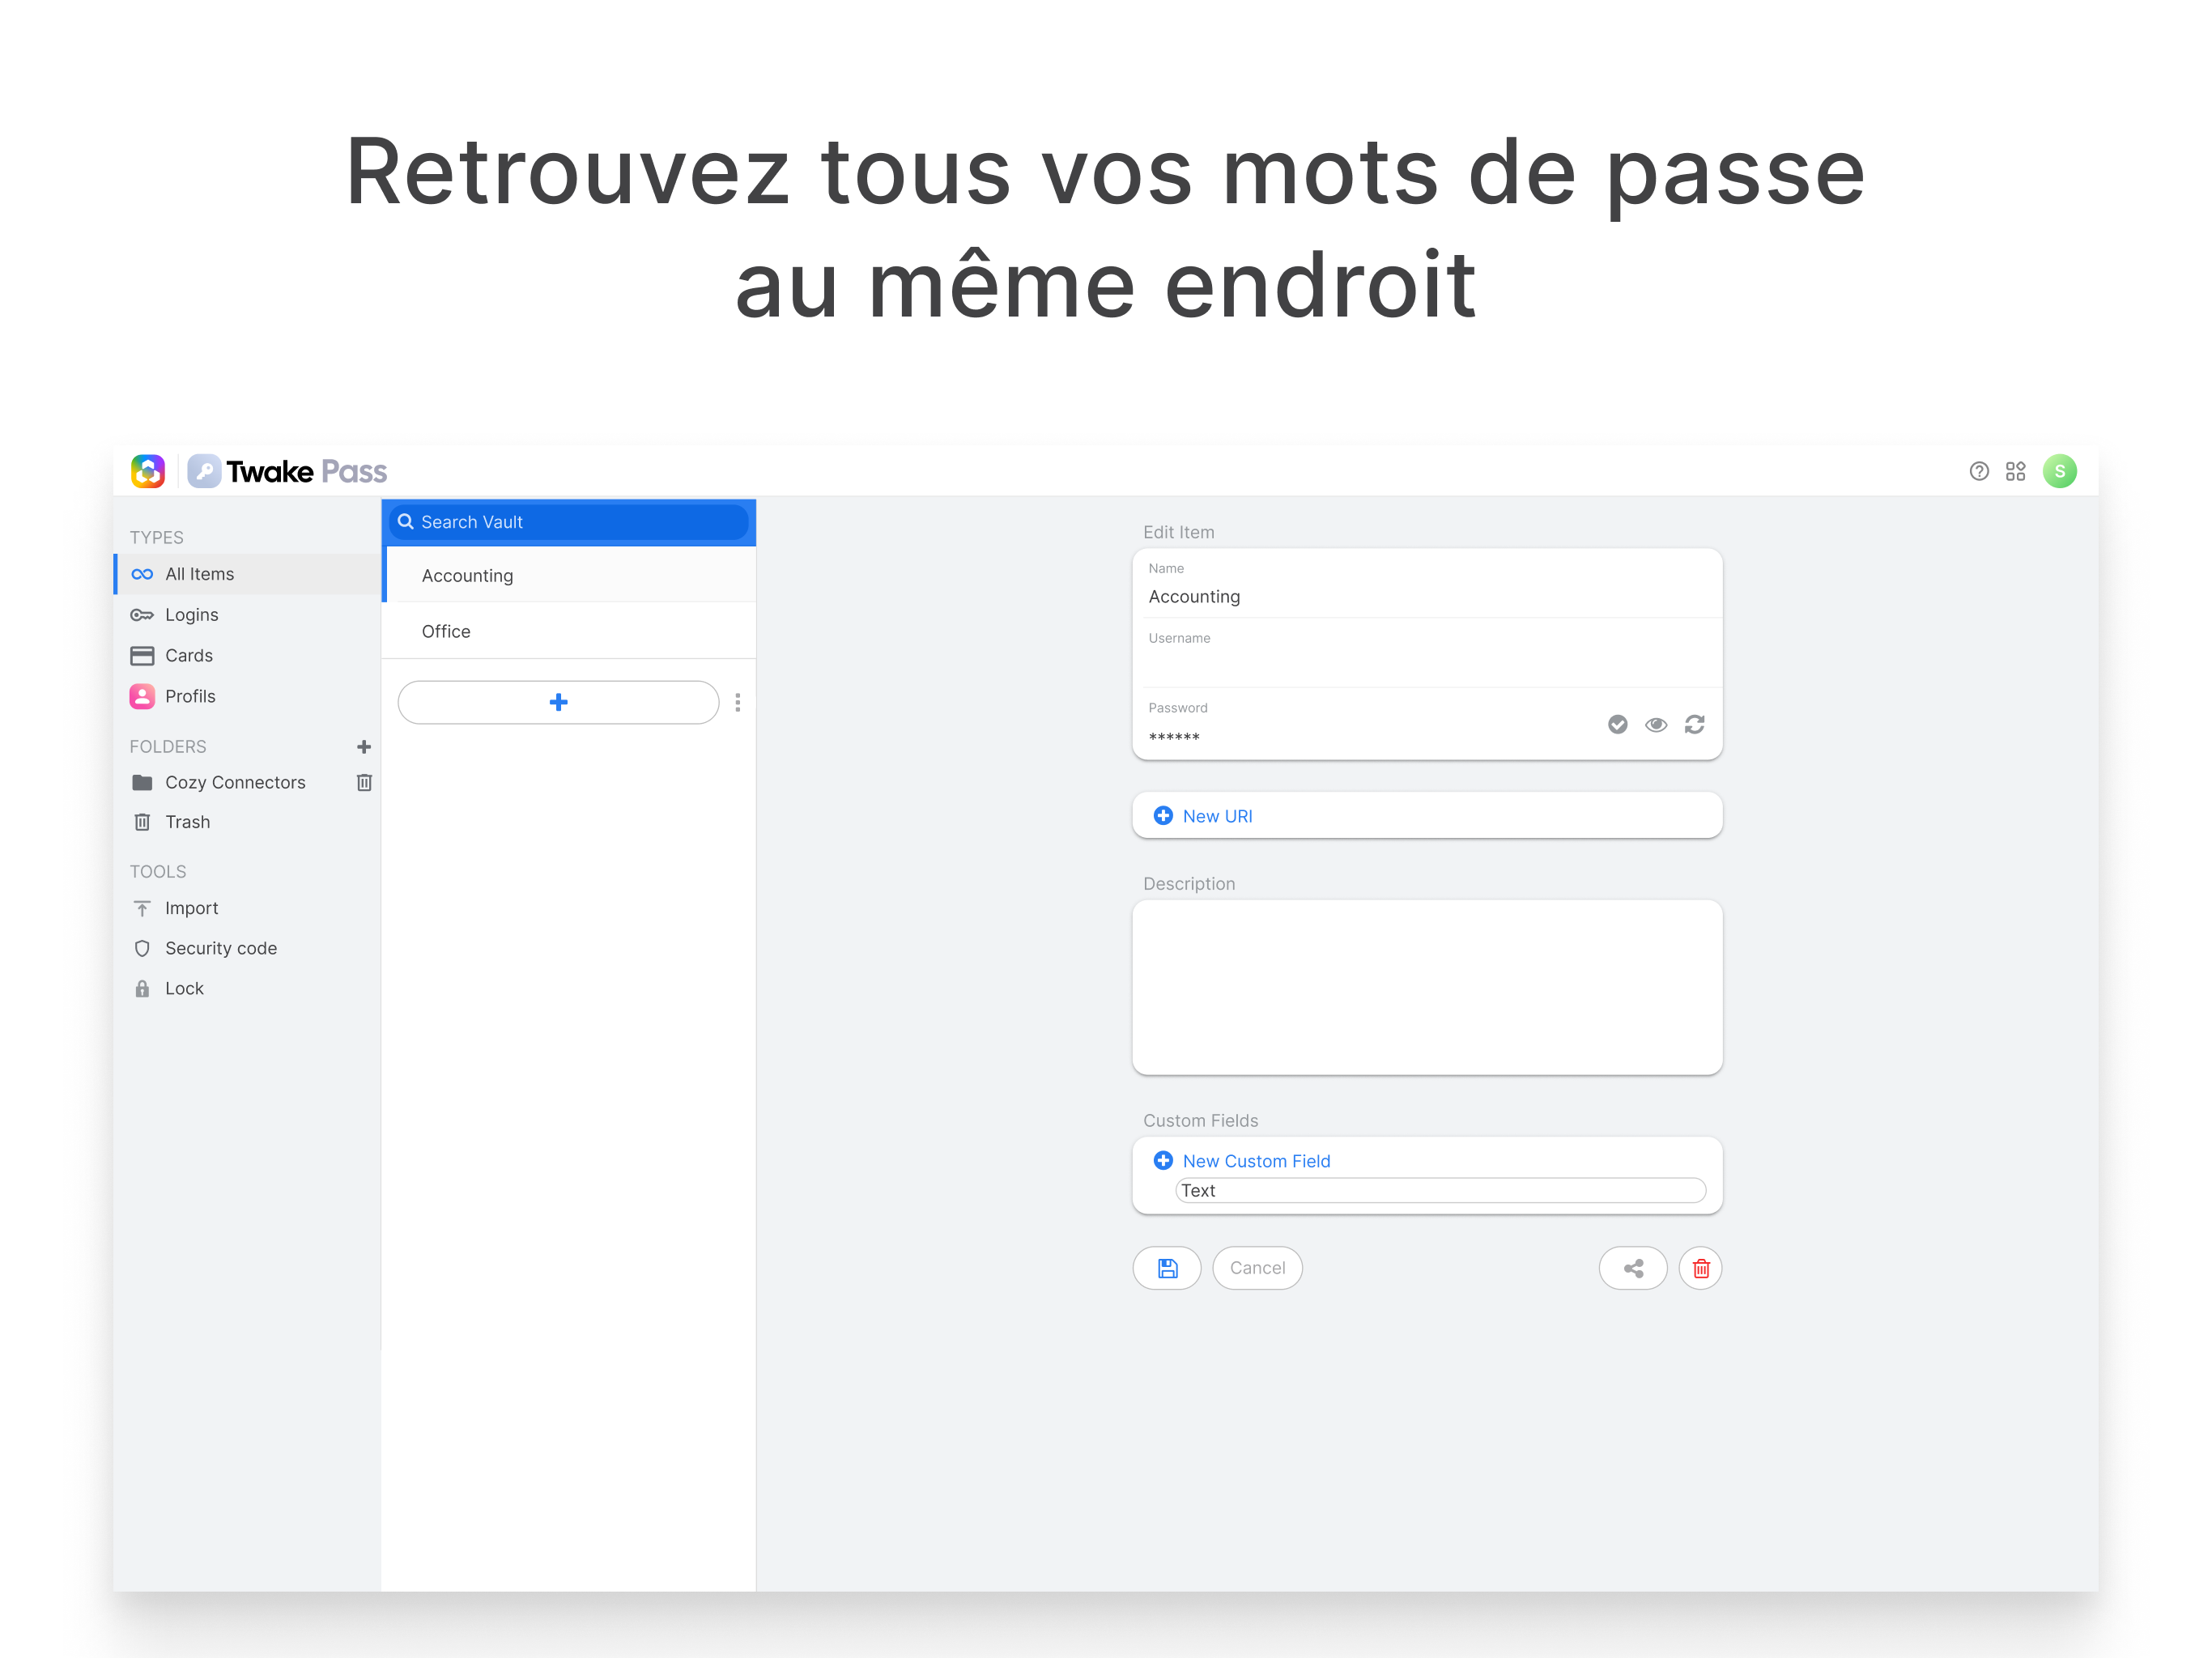 Retrouvez tous vos mots de passe
au même endroit
Twake Pass
S
TYPES
All Items
Logins
Cards
Profils
FOLDERS
Cozy Connectors
Trash
TOOLS
Import
Security code
Lock
Search Vault
Accounting
Office
Edit Item
Name
Accounting
Username
Password
******
New URI
Description
Custom Fields
New Custom Field
Text
Cancel